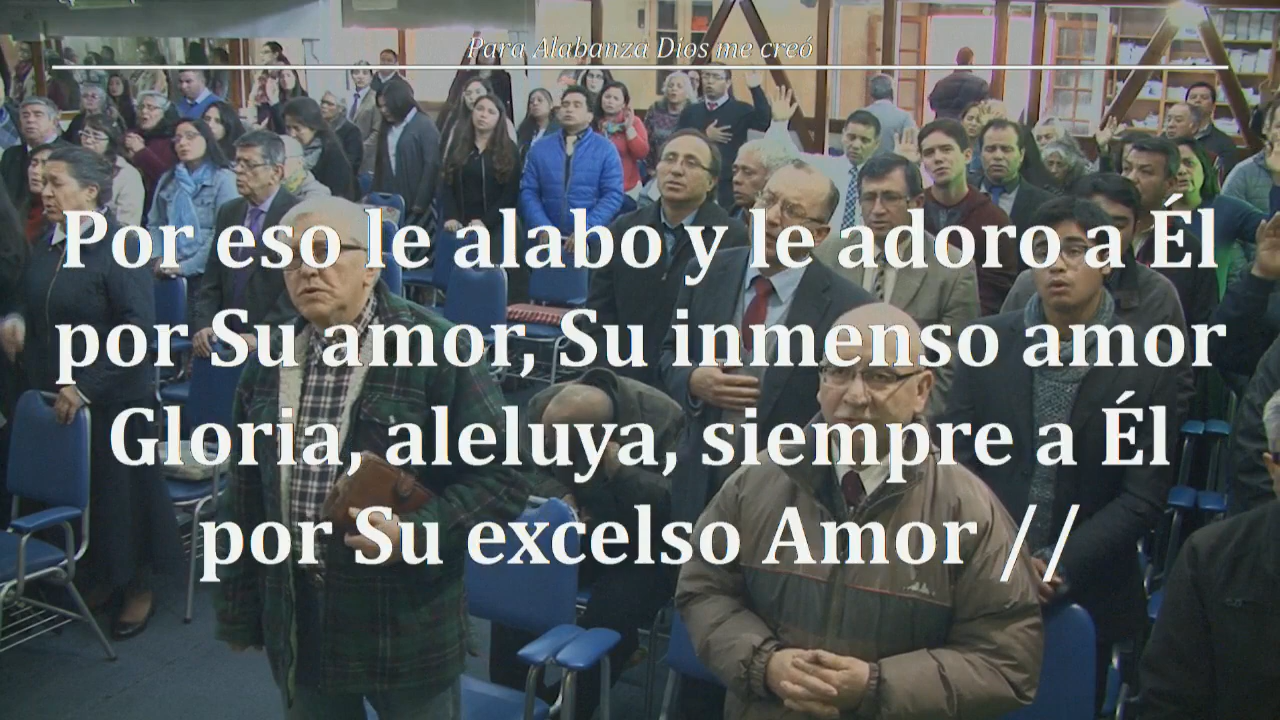 Para Alabanza Dios me creó
Por eso le alabo y le adoro a Él
por Su amor, Su inmenso amor
Gloria, aleluya, siempre a Él
por Su excelso Amor //